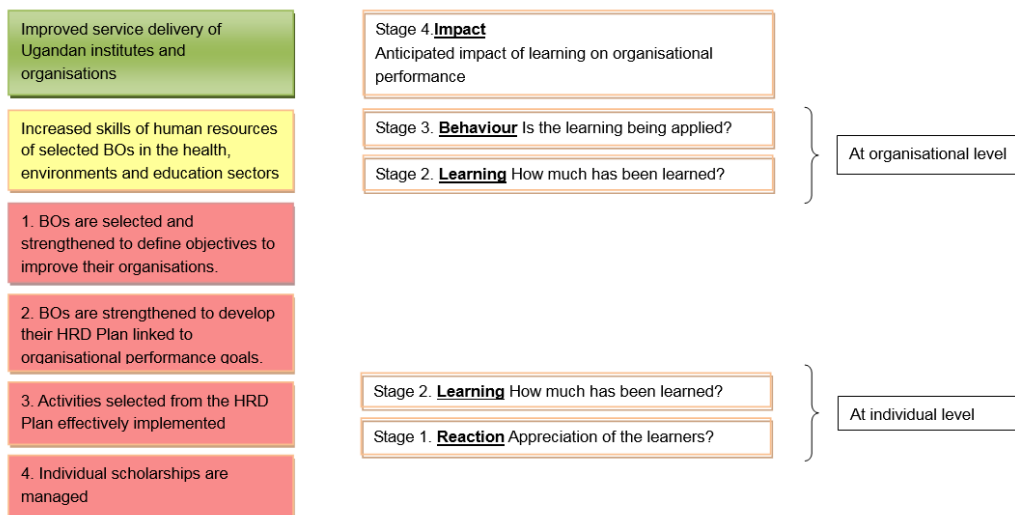 Improved service delivery of
Ugandan institutes and
organisations
Stage 4.Impact
Anticipated impact of learning on organisational
performance
Increased skills of human resources
of selected BOs in the health,
environments and education sectors
Stage 3. Behaviour Is the learning being applied?
Stage 2. Learning How much has been learned?
At organisational level
1. BOs are selected and
strengthened to define objectives to
improve their organisations.
2. BOs are strengthened to develop
their HRD Plan linked to
organisational performance goals.
3. Activities selected from the HRD
Plan effectively implemented
Stage 2. Learning How much has been learned?
Stage 1. Reaction Appreciation of the learners?
At individual level
4. Individual scholarships are
managed